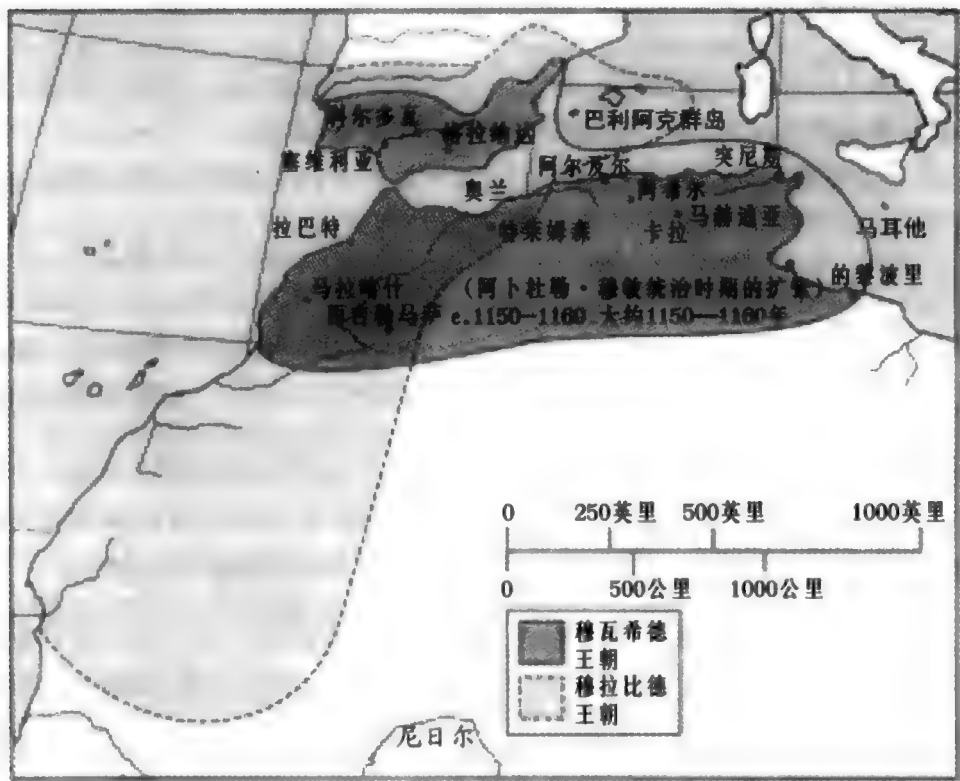 科尔多瓦
格拉纳达
巴利阿克群岛
塞维利亚
阿尔及尔
突尼斯
奥兰
阿希尔
拉巴特
特莱姆森
卡拉
马赫迪亚
马耳他
的黎波里
马拉喀什
(阿卜杜勒·穆敏统治时期的扩张)
c.1150—1160 大约1150—1160年
0
250英里
500英里
1000英里
0
500公里
1000公里
穆瓦希德
王朝
穆拉比德
王朝
尼日尔